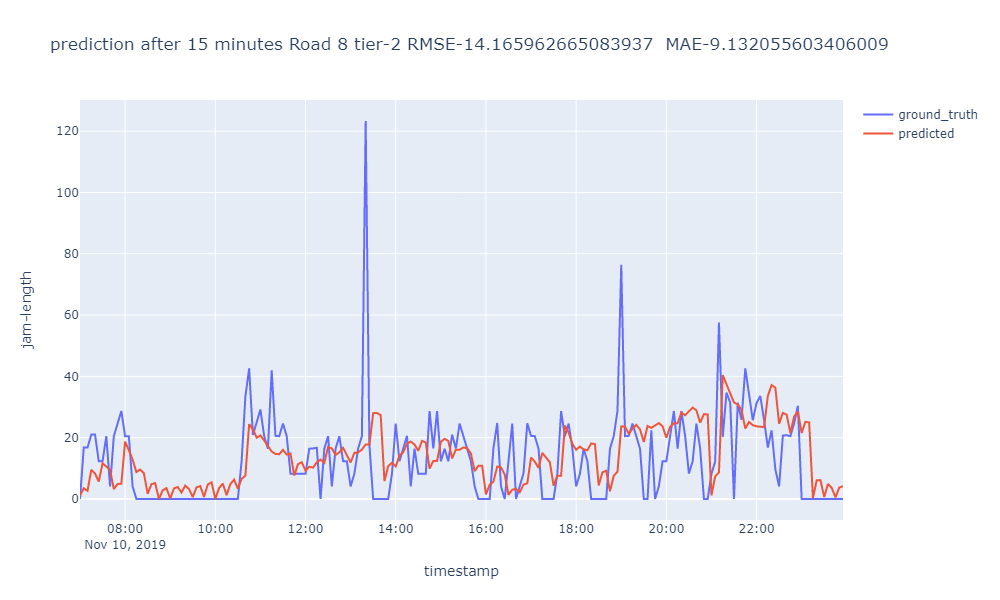 prediction after 15 minutes Road 8 tier-2 RMSE-14.165962665083937  MAE-9.132055603406009
ground_truth
predicted
120
100
80
60
40
20
0
jam-length
08:00 10:00 12:00 14:00 16:00 18:00 20:00 22:00
Nov 10, 2019
timestamp